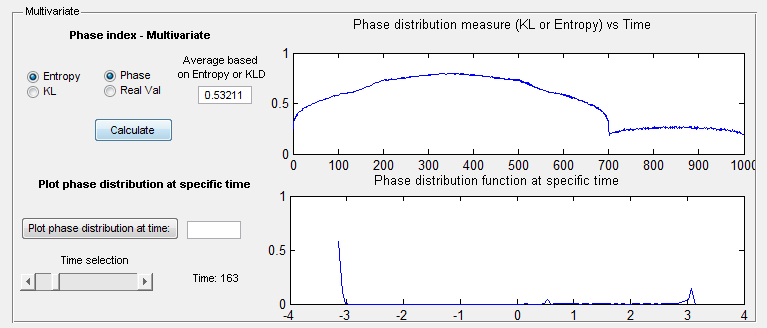 Multivariate
Phase index - Multivariate
Entropy
KL
Phase
Real Val
Average based
on Entropy or KLD
0.53211
Calculate
Phase distribution measure (KL or Entropy) vs Time
1
0.5
0
0 100 200 300 400 500 600 700 800 900 1000
Plot phase distribution at specific time
Plot phase distribution at time:
Time selection
Time: 163
Phase distribution function at specific time
1
0.5
0
-4 -3 -2 -1 0 1 2 3 4